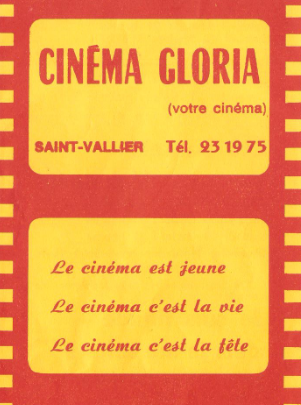 CINÉMA GLORIA
(votre cinéma)
SAINT-VALLIER Tél. 23 19 75
Le cinéma est jeune
Le cinéma c'est la vie
Le cinéma c'est la fête